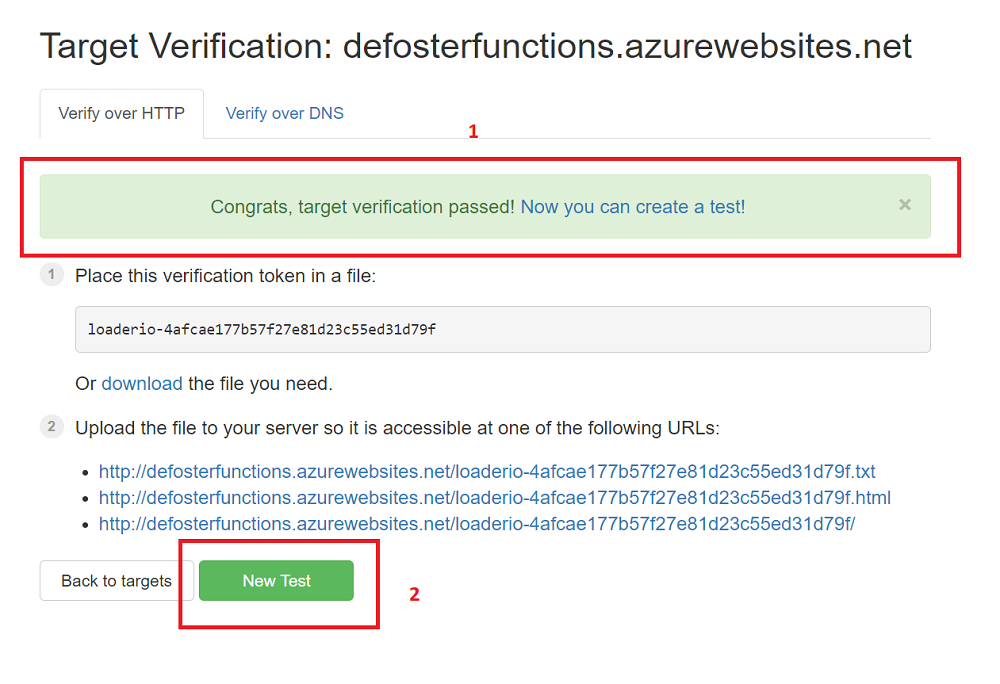 Target Verification: defosterfunctions.azurewebsites.net
Verify over HTTP
Verify over DNS
1
Congrats, target verification passed! Now you can create a test!
×
1 Place this verification token in a file:
loaderio-4afcae177b57f27e81d23c55ed31d79f
Or download the file you need.
2 Upload the file to your server so it is accessible at one of the following URLs:
• http://defosterfunctions.azurewebsites.net/loaderio-4afcae177b57f27e81d23c55ed31d79f.txt
• http://defosterfunctions.azurewebsites.net/loaderio-4afcae177b57f27e81d23c55ed31d79f.html
• http://defosterfunctions.azurewebsites.net/loaderio-4afcae177b57f27e81d23c55ed31d79f/
Back to targets
New Test
2